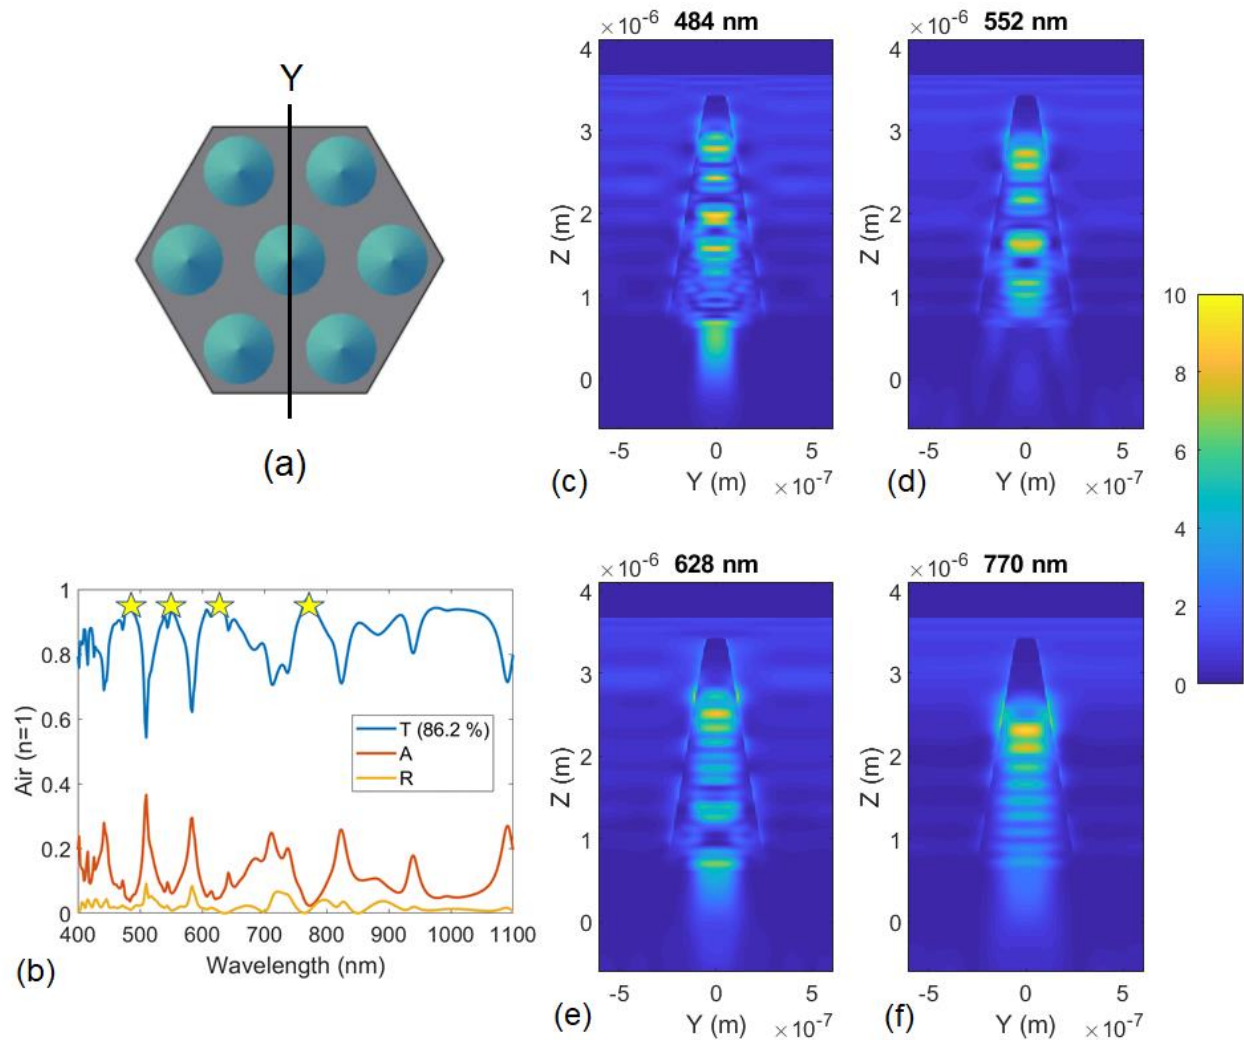 Y
(a)
×10⁻⁶ 484 nm
4
3
2
1
0
Z (m)
-5 0 5
Y (m) ×10⁻⁷
(c)
×10⁻⁶ 552 nm
4
3
2
1
0
Z (m)
-5 0 5
Y (m) ×10⁻⁷
(d)
10
8
6
4
2
0
1
0.8
0.6
0.4
0.2
0
Air (n=1)
T (86.2 %)
A
R
400 500 600 700 800 900 1000 1100
Wavelength (nm)
(b)
×10⁻⁶ 628 nm
4
3
2
1
0
Z (m)
-5 0 5
Y (m) ×10⁻⁷
(e)
×10⁻⁶ 770 nm
4
3
2
1
0
Z (m)
-5 0 5
Y (m) ×10⁻⁷
(f)